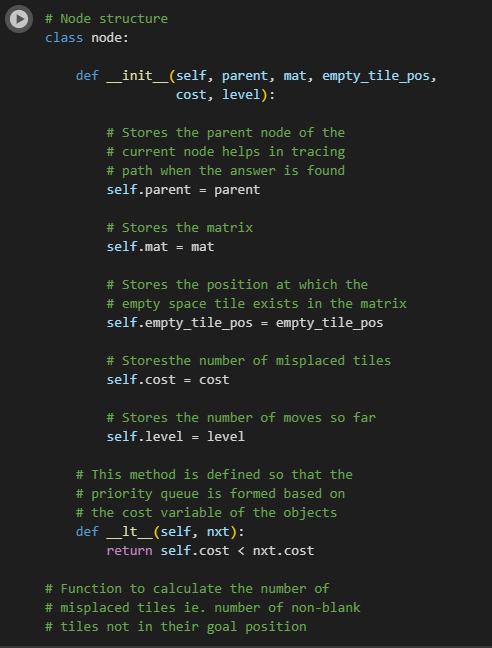 # Node structure
class node:
def __init__(self, parent, mat, empty_tile_pos,
cost, level):
# Stores the parent node of the
# current node helps in tracing
# path when the answer is found
self.parent = parent
# Stores the matrix
self.mat = mat
# Stores the position at which the
# empty space tile exists in the matrix
self.empty_tile_pos = empty_tile_pos
# Storesthe number of misplaced tiles
self.cost = cost
# Stores the number of moves so far
self.level = level
# This method is defined so that the
# priority queue is formed based on
# the cost variable of the objects
def __lt__(self, nxt):
return self.cost < nxt.cost
# Function to calculate the number of
# misplaced tiles ie. number of non-blank
# tiles not in their goal position